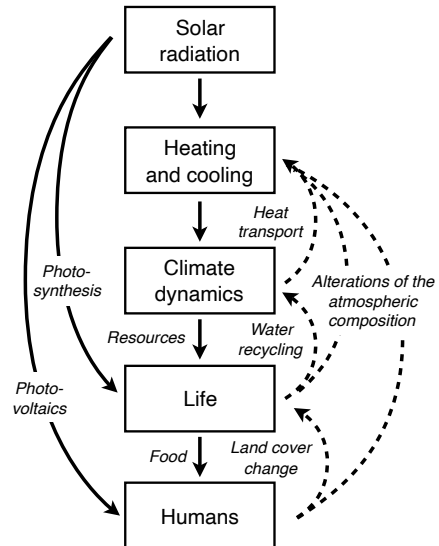 Solar
radiation
Heating
and cooling
Heat
transport
Photo-
synthesis
Climate
dynamics
Alterations of the
atmospheric
composition
Resources
Water
recycling
Photo-
voltaics
Life
Food
Land cover
change
Humans